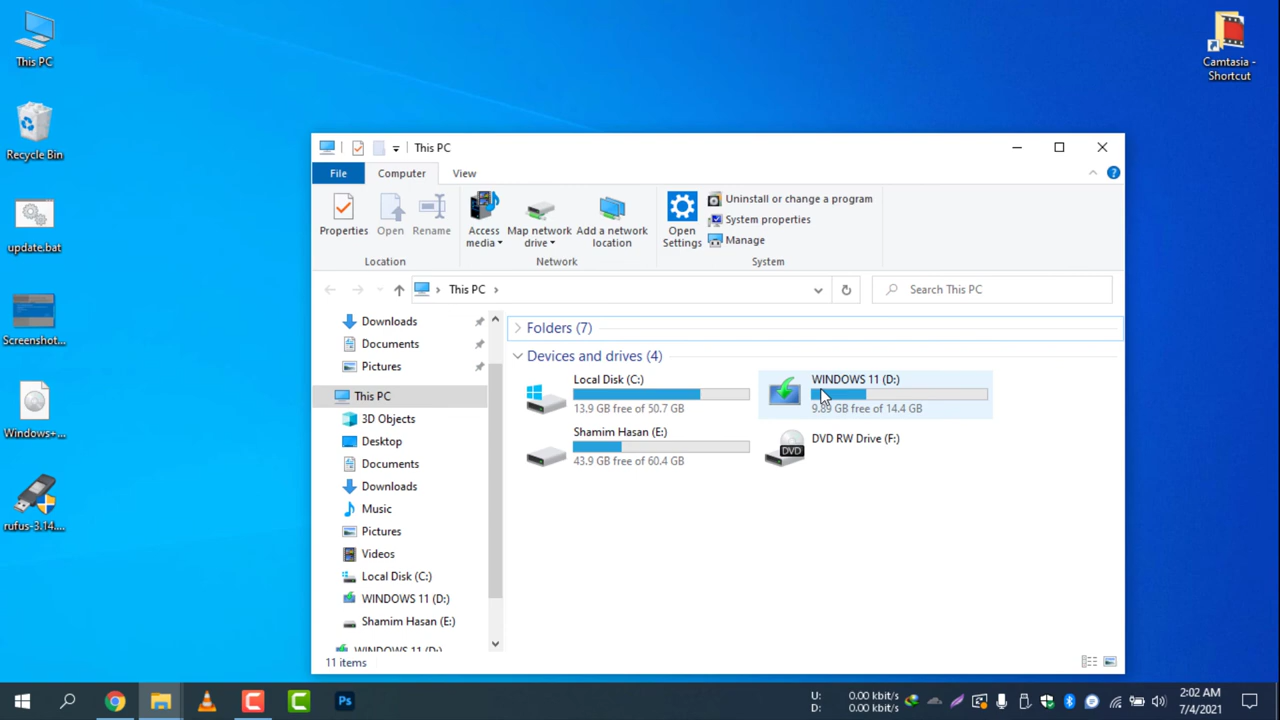 This PC
Recycle Bin
update.bat
Screenshot...
Windows+...
rufus-3.14....
Camtasia -
Shortcut
This PC
File
Computer
View
Properties
Open
Rename
Access
media
Map network
drive
Add a network
location
Open
Settings
Uninstall or change a program
System properties
Manage
Location
Network
System
This PC
Search This PC
Downloads
Documents
Pictures
This PC
3D Objects
Desktop
Documents
Downloads
Music
Pictures
Videos
Local Disk (C:)
WINDOWS 11 (D:)
Shamim Hasan (E:)
WINDOWS 11 (D:)
Folders (7)
Devices and drives (4)
Local Disk (C:)
13.9 GB free of 50.7 GB
WINDOWS 11 (D:)
9.89 GB free of 14.4 GB
Shamim Hasan (E:)
43.9 GB free of 60.4 GB
DVD
DVD RW Drive (F:)
11 items
Ps
U: 0.00 kbit/s
D: 0.00 kbit/s
2:02 AM
7/4/2021